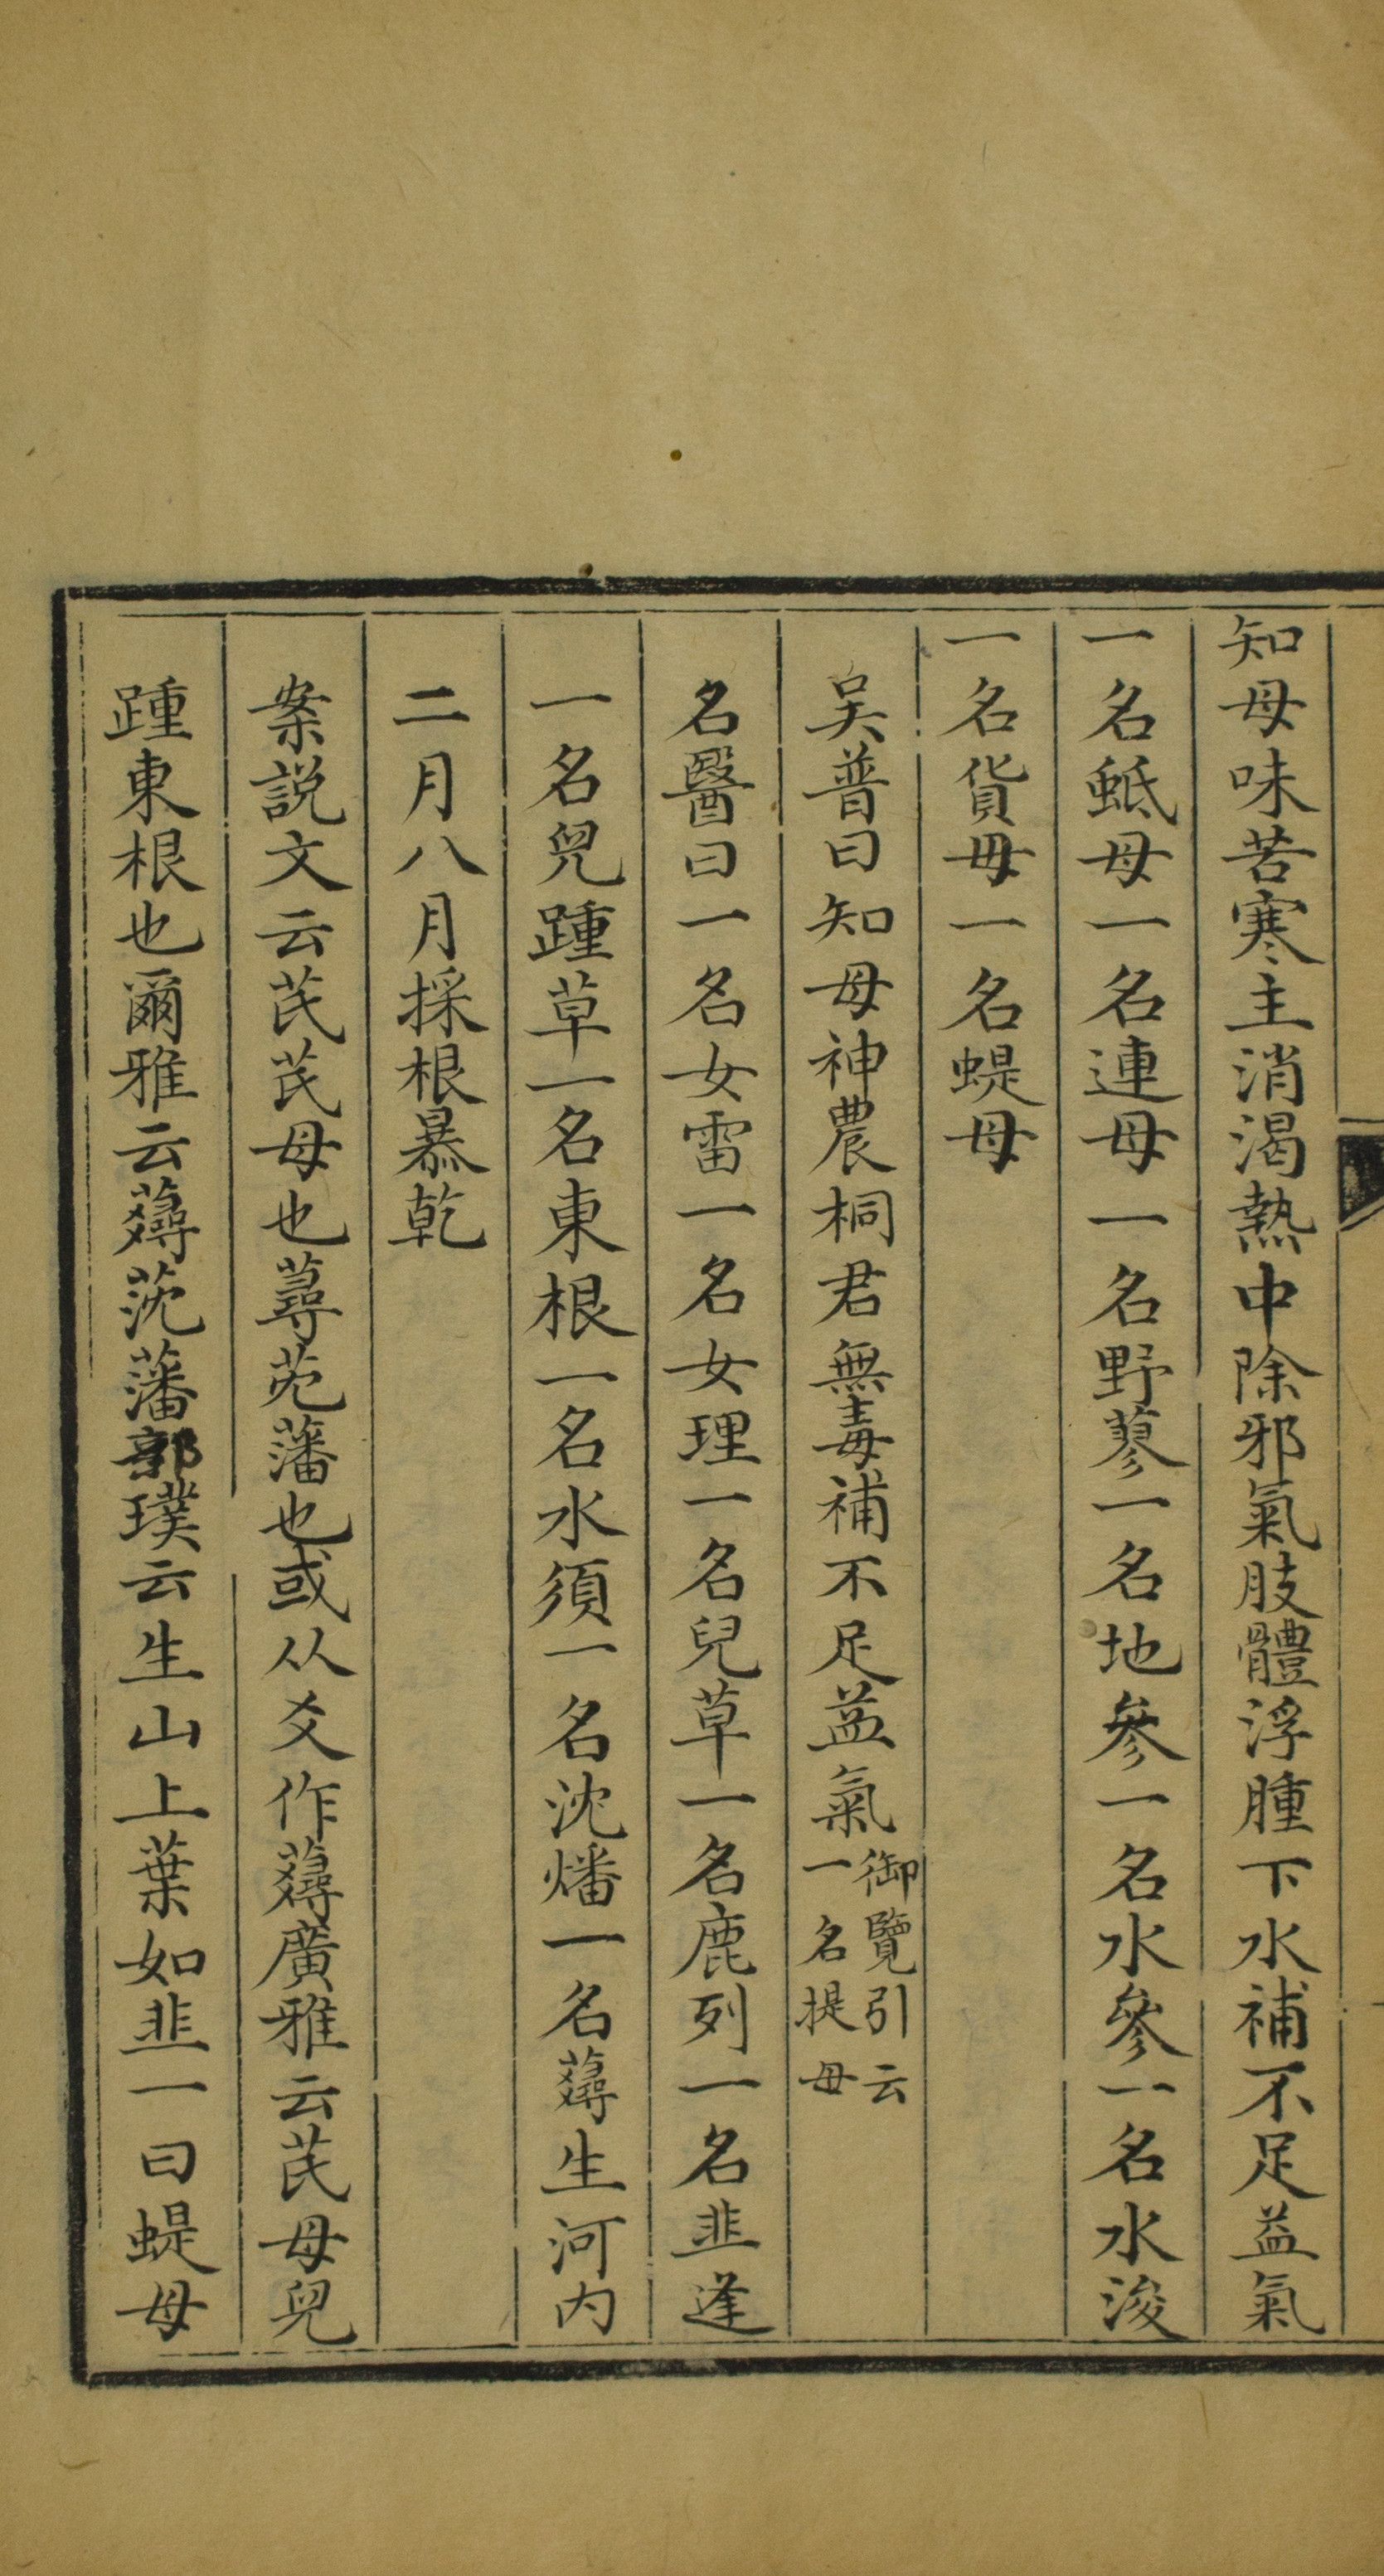 知母味苦寒主消渴熱中除邪氣肢體浮腫下水補不足益氣
一名蚳母一名連母一名野蓼一名地參一名水參一名水浚
一名貨母一名蝭母
吳普曰知母神農桐君無毒補不足益氣御覽引云一名提母
名醫曰一名女雷一名女理一名兒草一名鹿列一名韭逢
一名兒踵草一名東根一名水須一名沈燔一名薚生河內
二月八月採根暴乾
案說文云芪芪母也蕁芫藩也或从爻作薚廣雅云芪母兒
踵東根也爾雅云薚莐藩郭璞云生山上葉如韭一曰蝭母